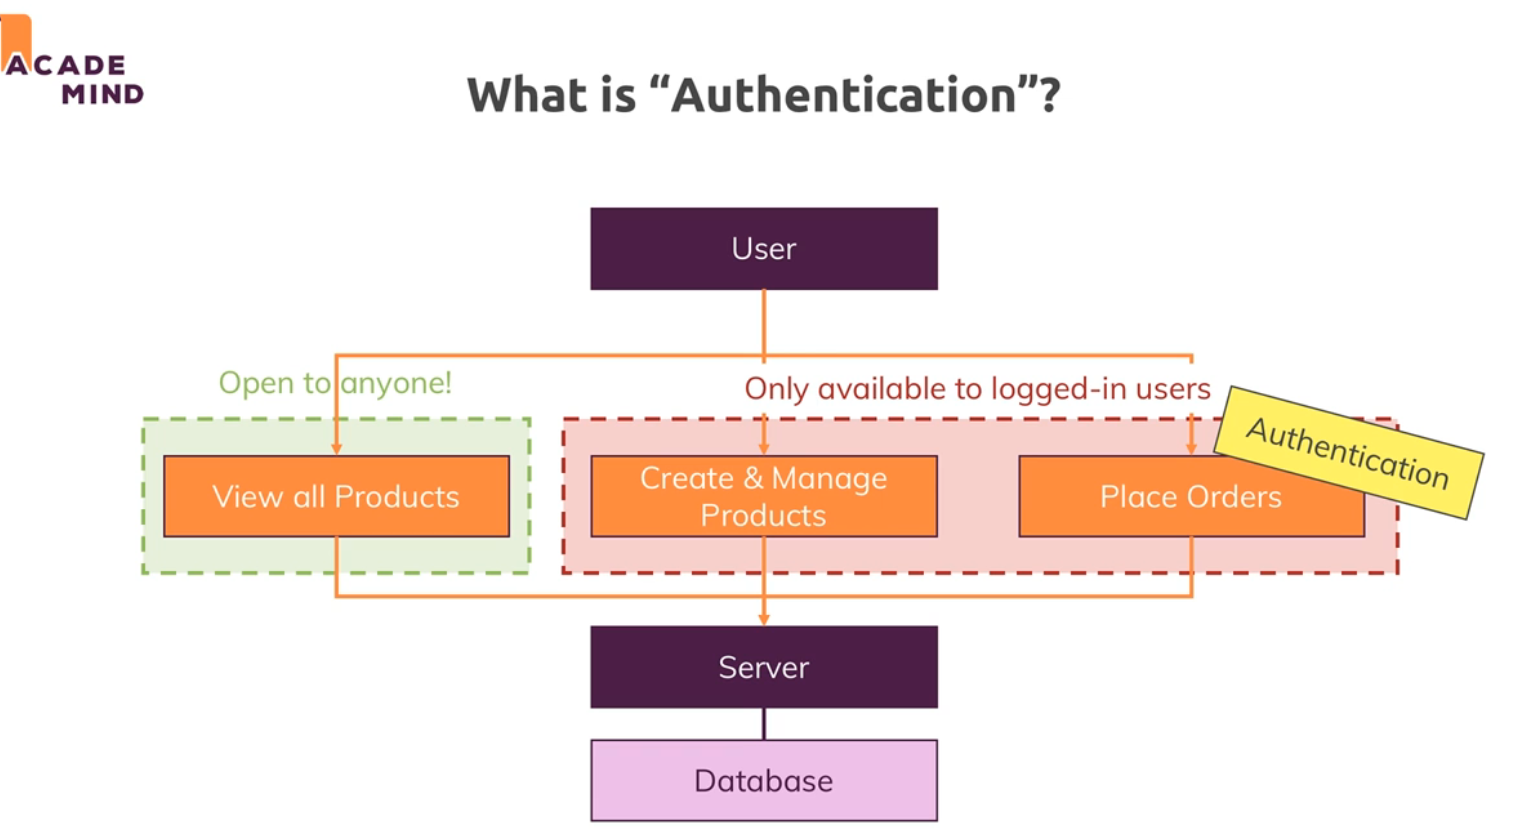 ACADE
MIND
What is “Authentication”?
User
Open to anyone!
Only available to logged-in users
Authentication
View all Products
Create & Manage
Products
Place Orders
Server
Database